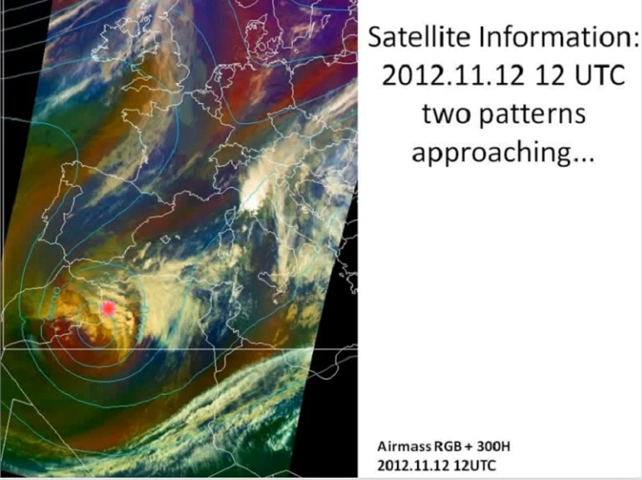 Satellite Information:
2012.11.12 12 UTC
two patterns
approaching...
Airmass RGB + 300H
2012.11.12 12UTC